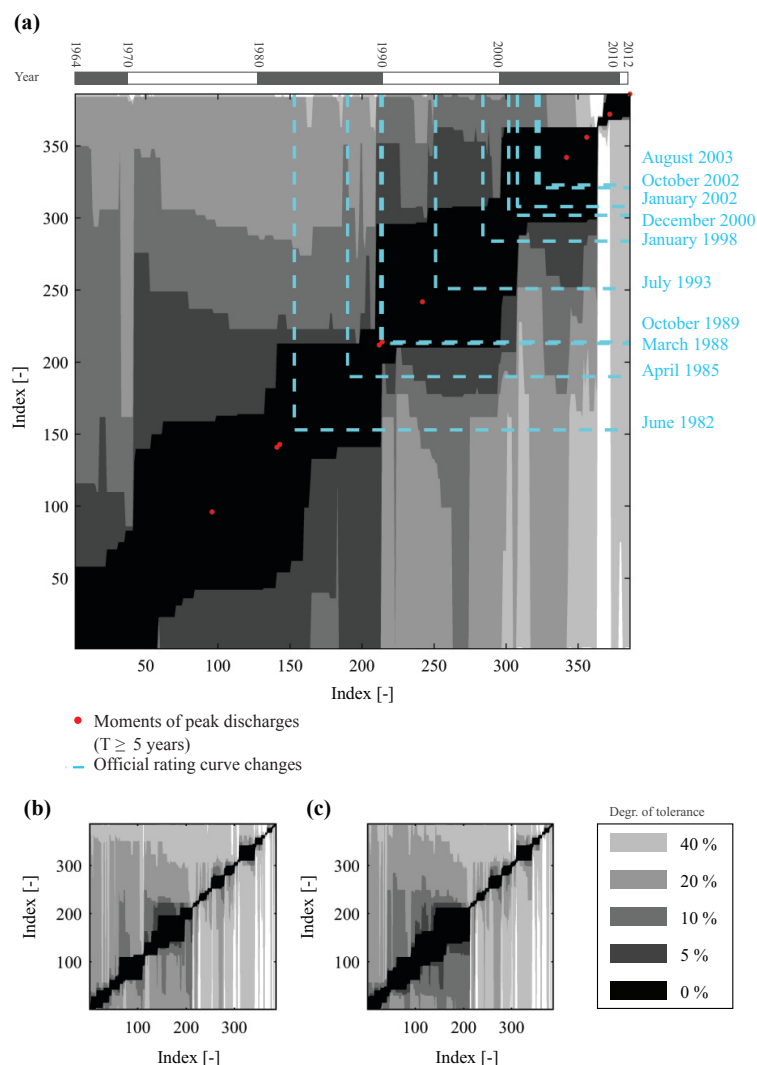 (a)
1964
1970
1980
1990
2000
2010
2012
Year
350
300
250
200
150
100
50
Index [-]
August 2003
October 2002
January 2002
December 2000
January 1998
July 1993
October 1989
March 1988
April 1985
June 1982
50 100 150 200 250 300 350
Index [-]
Moments of peak discharges
(T ≥ 5 years)
Official rating curve changes
(b)
300
200
100
Index [-]
100 200 300
Index [-]
(c)
300
200
100
Index [-]
100 200 300
Index [-]
Degr. of tolerance
40 %
20 %
10 %
5 %
0 %